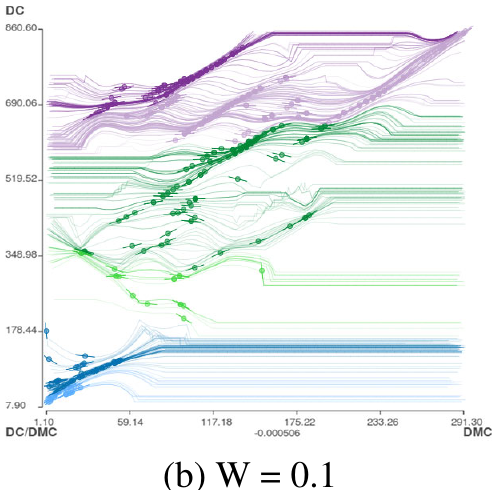 DC
860.60
690.06
519.52
348.98
178.44
7.90
1.10 59.14 117.18 175.22 233.26 291.30
DC/DMC -0.000506 DMC
(b) W = 0.1